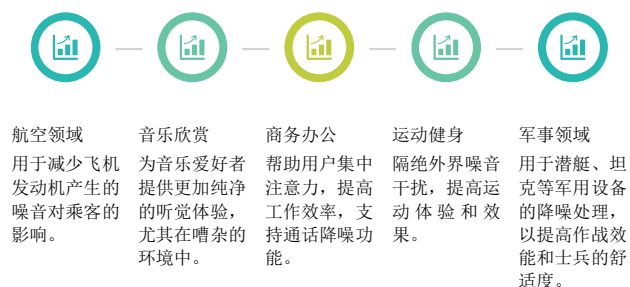 航空领域
用于减少飞机
发动机产生的
噪音对乘客的
影响。
音乐欣赏
为音乐爱好者
提供更加纯净
的听觉体验，
尤其在嘈杂的
环境中。
商务办公
帮助用户集中
注意力，提高
工作效率，支
持通话降噪功
能。
运动健身
隔绝外界噪音
干扰，提高运
动体验和效
果。
军事领域
用于潜艇、坦
克等军用设备
的降噪处理，
以提高作战效
能和士兵的舒
适度。